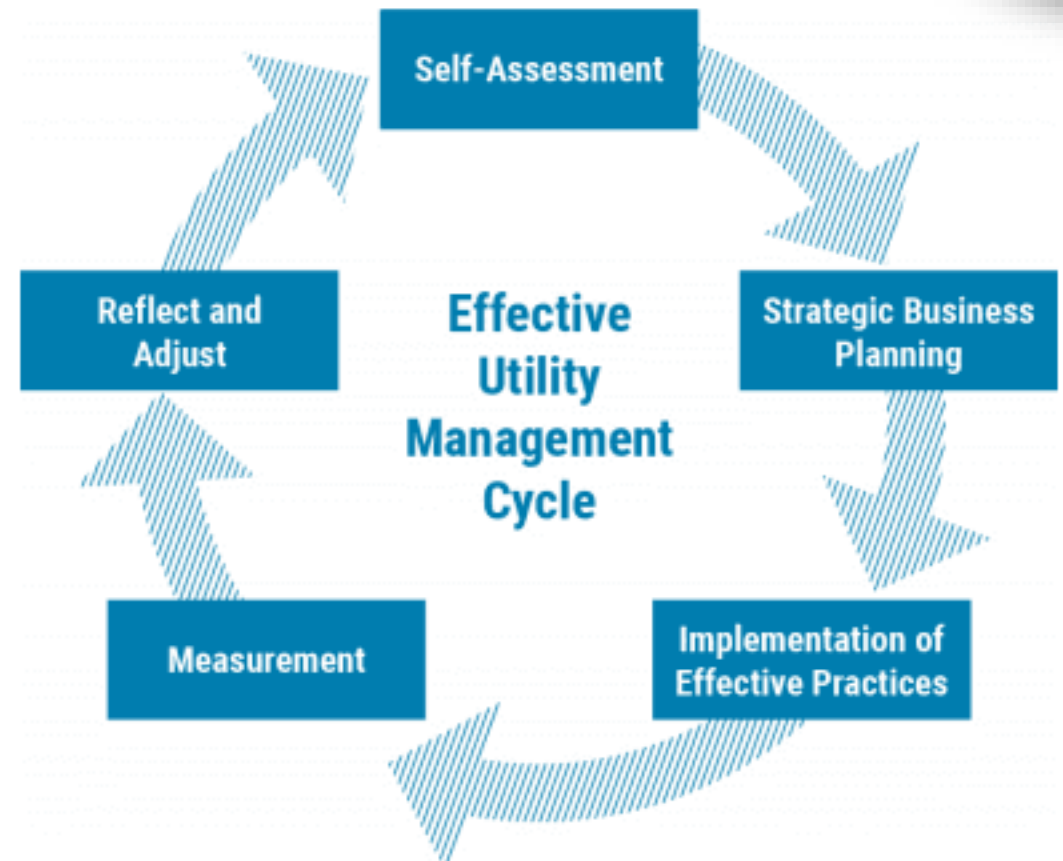 Self-Assessment
Strategic Business
Planning
Implementation of
Effective Practices
Measurement
Reflect and
Adjust
Effective
Utility
Management
Cycle